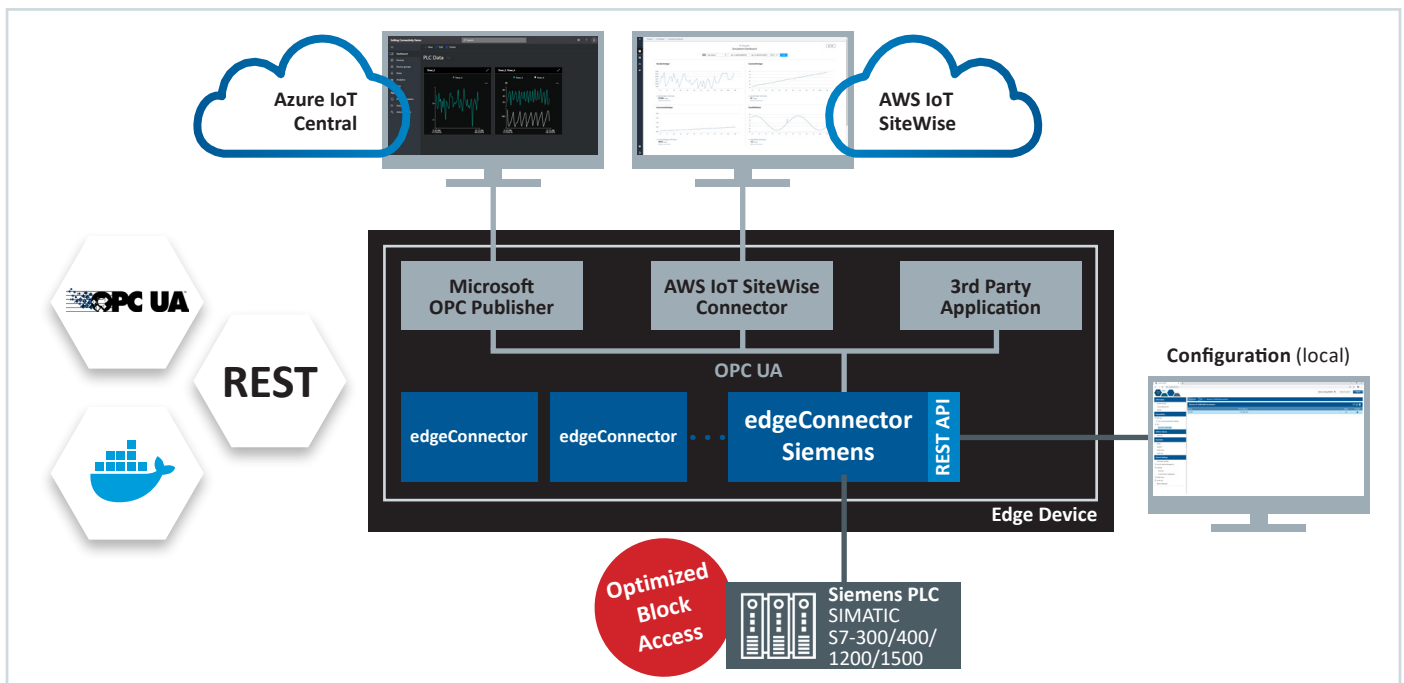 Azure IoT
Central
PLC Data
AWS IoT
SiteWise
OPC UA
REST
Microsoft
OPC Publisher
AWS IoT SiteWise
Connector
3rd Party
Application
OPC UA
edgeConnector
edgeConnector
edgeConnector
Siemens
REST API
Edge Device
Configuration (local)
Optimized
Block
Access
Siemens PLC
SIMATIC
S7-300/400/
1200/1500